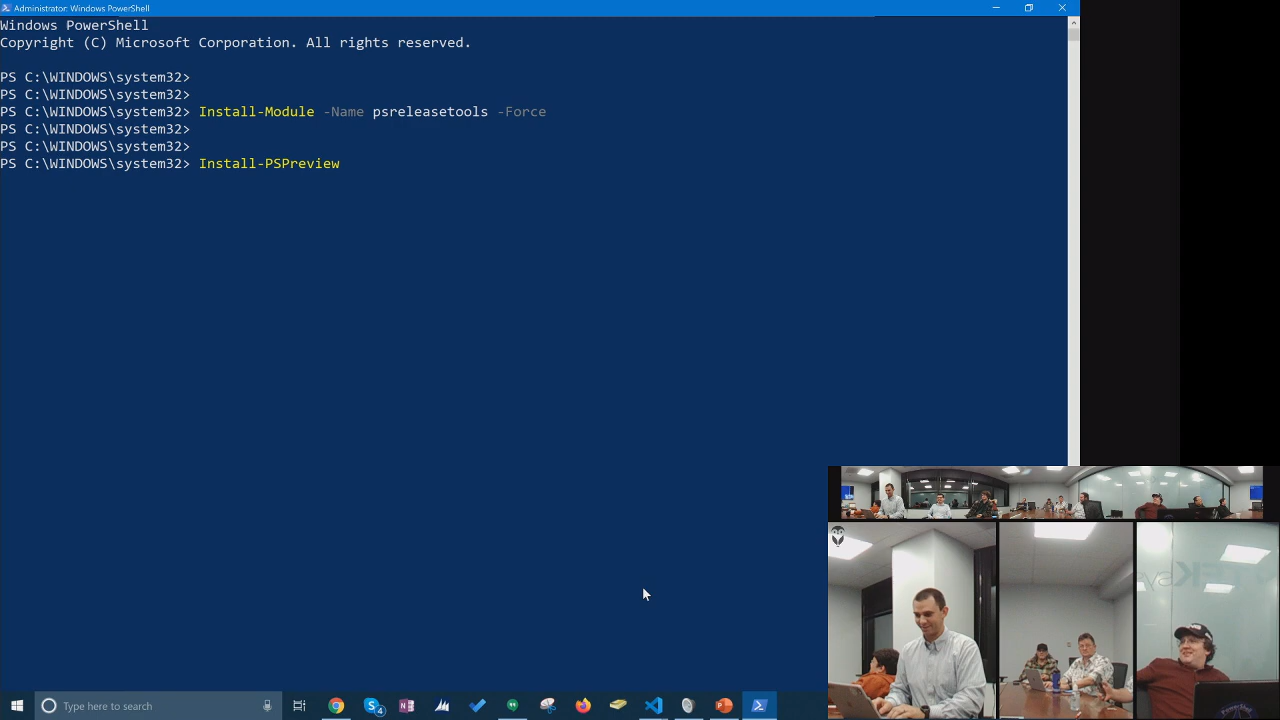 Administrator: Windows PowerShell
Windows PowerShell
Copyright (C) Microsoft Corporation. All rights reserved.
PS C:\WINDOWS\system32>
PS C:\WINDOWS\system32>
PS C:\WINDOWS\system32> Install-Module -Name psreleasetools -Force
PS C:\WINDOWS\system32>
PS C:\WINDOWS\system32>
PS C:\WINDOWS\system32> Install-PSPreview
Type here to search
4